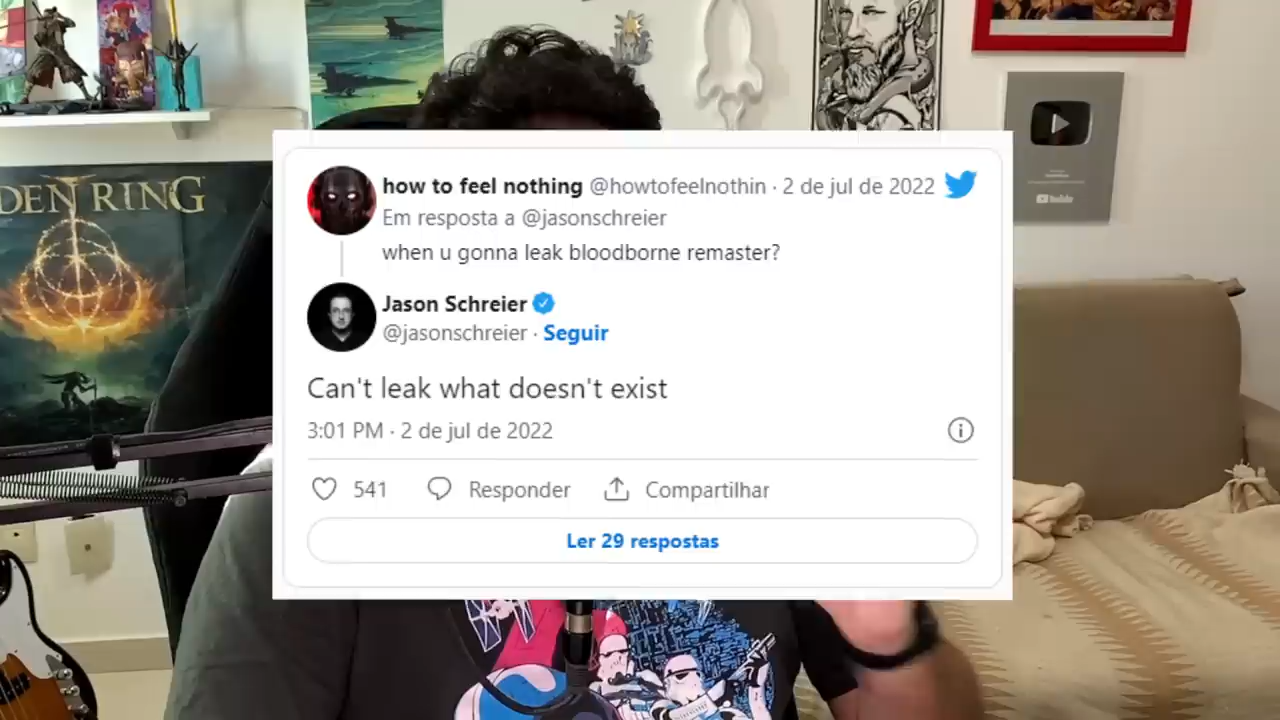 DEN RING
how to feel nothing @howtofeelnothin · 2 de jul de 2022
Em resposta a @jasonschreier
when u gonna leak bloodborne remaster?
Jason Schreier
@jasonschreier · Seguir
Can't leak what doesn't exist
3:01 PM · 2 de jul de 2022
541 Responder Compartilhar
Ler 29 respostas
YouTube